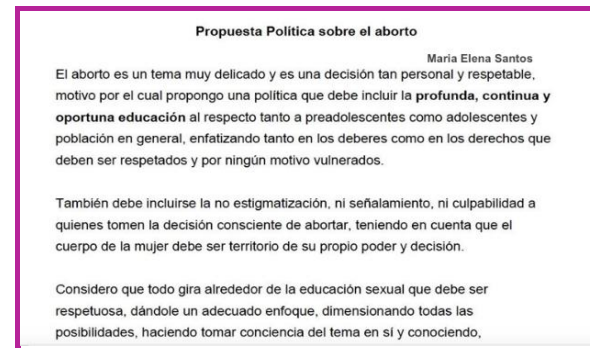 Propuesta Política sobre el aborto
Maria Elena Santos
El aborto es un tema muy delicado y es una decisión tan personal y respetable,
motivo por el cual propongo una política que debe incluir la profunda, continua y
oportuna educación al respecto tanto a preadolescentes como adolescentes y
población en general, enfatizando tanto en los deberes como en los derechos que
deben ser respetados y por ningún motivo vulnerados.
También debe incluirse la no estigmatización, ni señalamiento, ni culpabilidad a
quienes tomen la decisión consciente de abortar, teniendo en cuenta que el
cuerpo de la mujer debe ser territorio de su propio poder y decisión.
Considero que todo gira alrededor de la educación sexual que debe ser
respetuosa, dándole un adecuado enfoque, dimensionando todas las
posibilidades, haciendo tomar conciencia del tema en sí y conociendo,